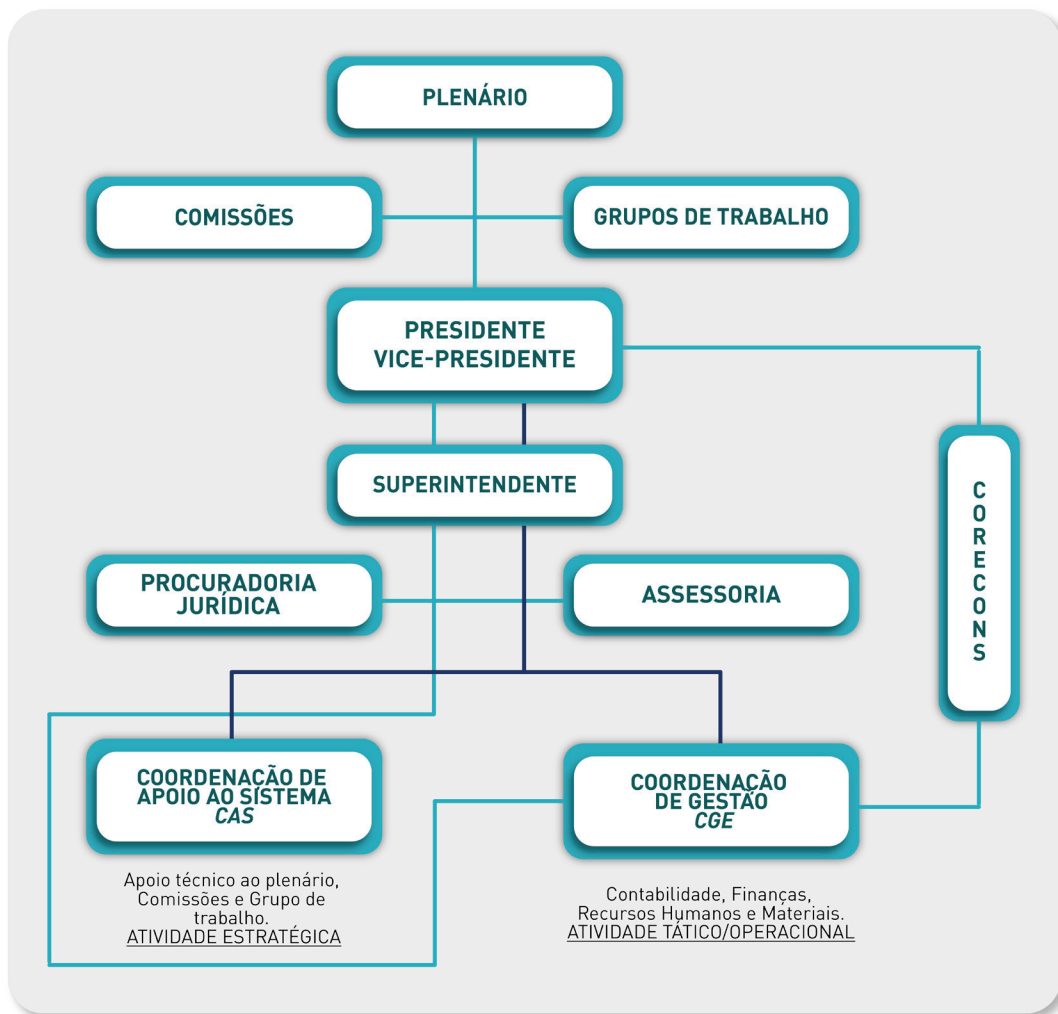 PLENÁRIO
COMISSÕES
GRUPOS DE TRABALHO
PRESIDENTE
VICE-PRESIDENTE
SUPERINTENDENTE
CORECONS
PROCURADORIA
JURÍDICA
ASSESSORIA
COORDENAÇÃO DE
APOIO AO SISTEMA
CAS
COORDENAÇÃO
DE GESTÃO
CGE
Apoio técnico ao plenário,
Comissões e Grupo de
trabalho.
ATIVIDADE ESTRATÉGICA
Contabilidade, Finanças,
Recursos Humanos e Materiais.
ATIVIDADE TÁTICO/OPERACIONAL